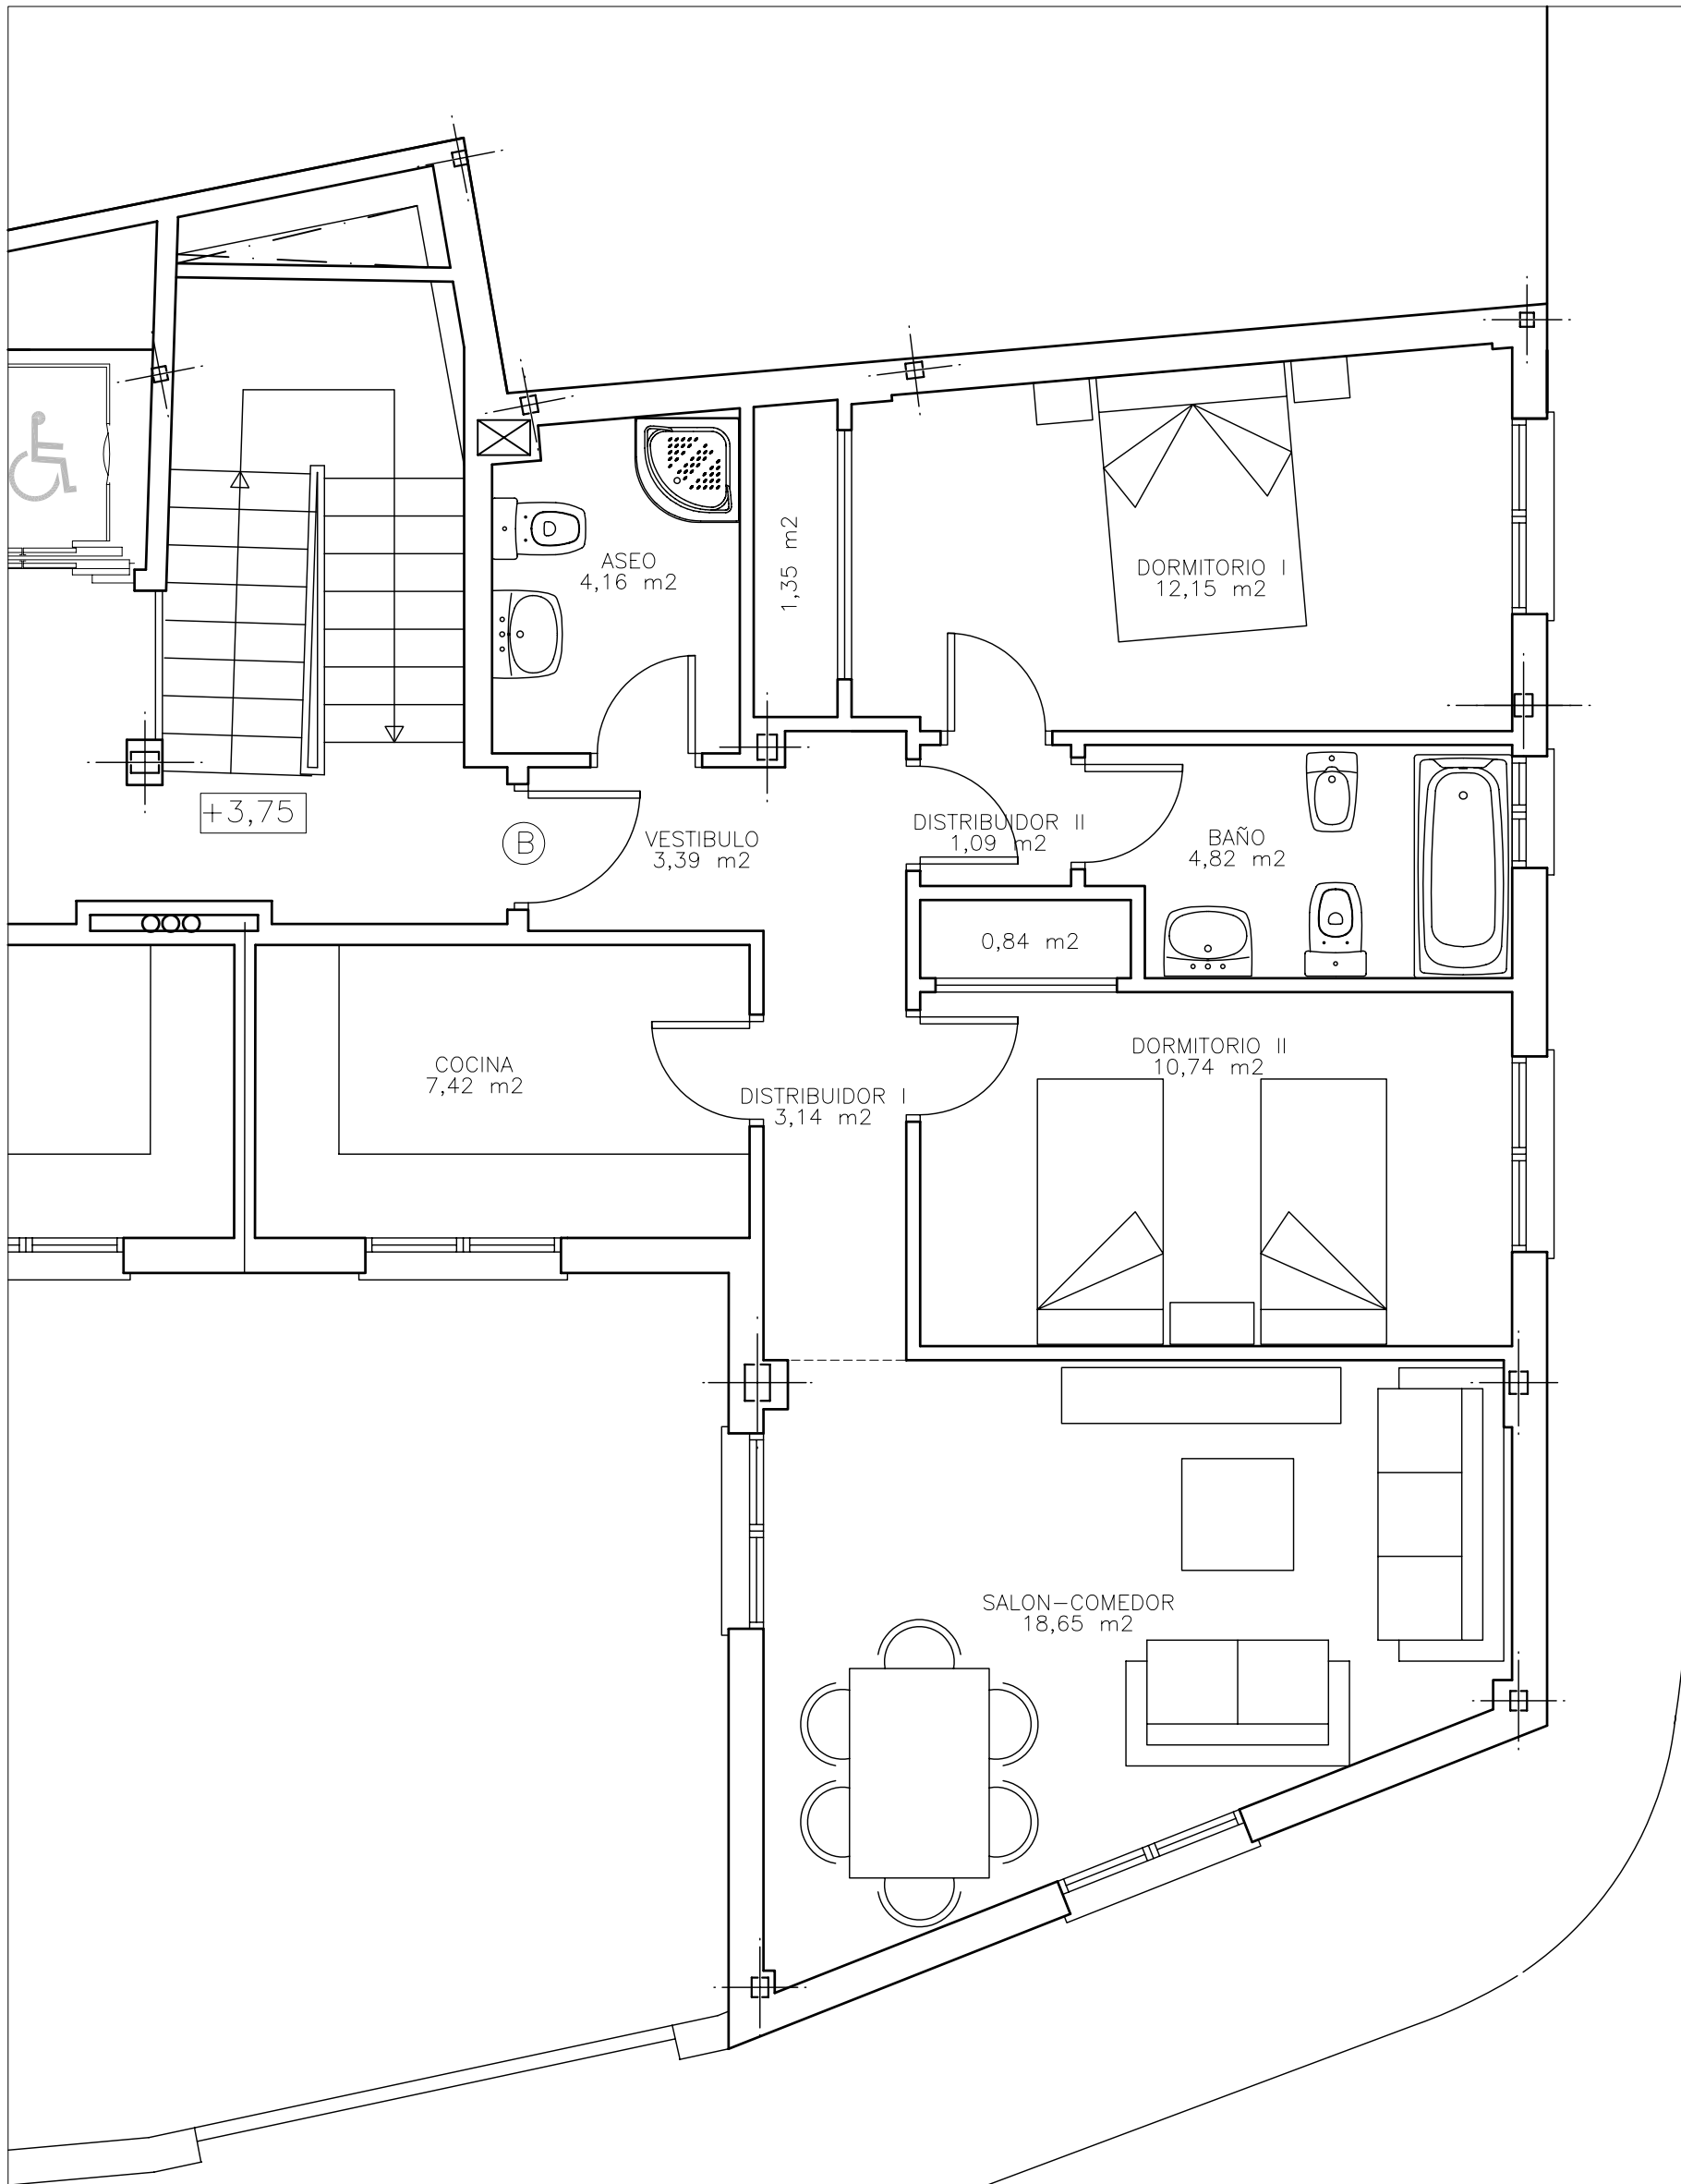 ASEO
4,16 m2
1,35 m2
DORMITORIO I
12,15 m2
+3,75
B
VESTIBULO
3,39 m2
DISTRIBUIDOR II
1,09 m2
BAÑO
4,82 m2
0,84 m2
COCINA
7,42 m2
DISTRIBUIDOR I
3,14 m2
DORMITORIO II
10,74 m2
SALON-COMEDOR
18,65 m2